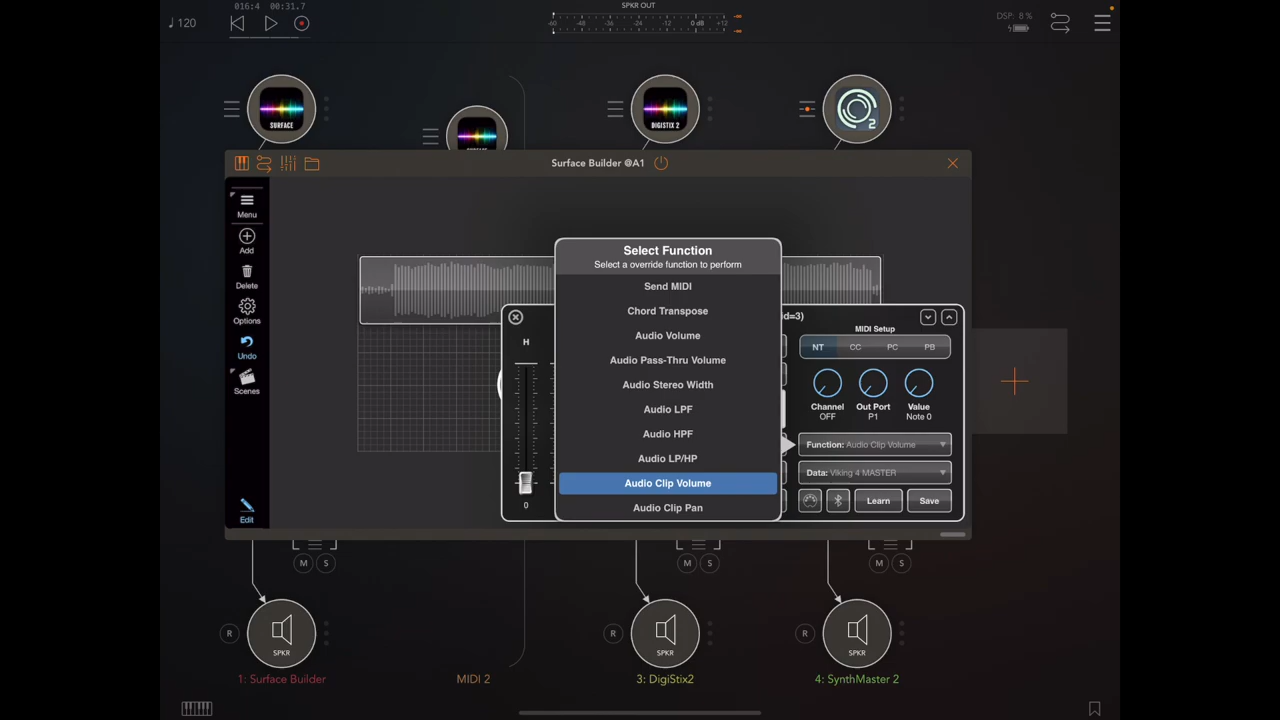 016:4 00:31.7
120
SPKR OUT
-60 -48 -36 -24 -12 0 dB +12
DSP: 8 %
SURFACE
DIGISTIX 2
2
Surface Builder @A1
Menu
Add
Delete
Options
Undo
Scenes
Edit
H
0
Select Function
Select a override function to perform
Send MIDI
Chord Transpose
Audio Volume
Audio Pass-Thru Volume
Audio Stereo Width
Audio LPF
Audio HPF
Audio LP/HP
Audio Clip Volume
Audio Clip Pan
id=3)
MIDI Setup
NT CC PC PB
Channel Out Port Value
OFF P1 Note 0
Function: Audio Clip Volume
Data: Viking 4 MASTER
Learn Save
M S M S M S
R SPKR R SPKR R SPKR
1: Surface Builder MIDI 2 3: DigiStix2 4: SynthMaster 2